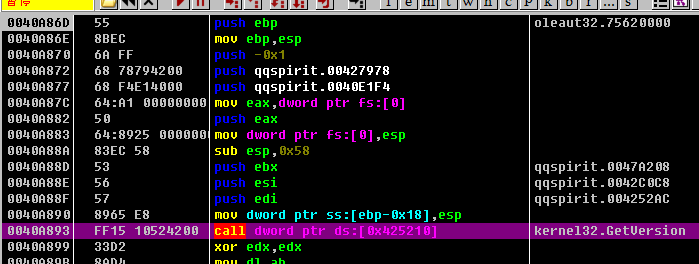 暂停 l e m t w h c P k b r ... s
0040A86D 55 push ebp oleaut32.75620000
0040A86E 8BEC mov ebp,esp
0040A870 6A FF push -0x1
0040A872 68 78794200 push qqspirit.00427978
0040A877 68 F4E14000 push qqspirit.0040E1F4
0040A87C 64:A1 00000000 mov eax,dword ptr fs:[0]
0040A882 50 push eax
0040A883 64:8925 0000000 mov dword ptr fs:[0],esp
0040A88A 83EC 58 sub esp,0x58
0040A88D 53 push ebx qqspirit.0047A208
0040A88E 56 push esi qqspirit.0042C0C8
0040A88F 57 push edi qqspirit.004252AC
0040A890 8965 E8 mov dword ptr ss:[ebp-0x18],esp
0040A893 FF15 10524200 call dword ptr ds:[0x425210] kernel32.GetVersion
0040A899 33D2 xor edx,edx
0040A89B 8AD4 mov dl,ah